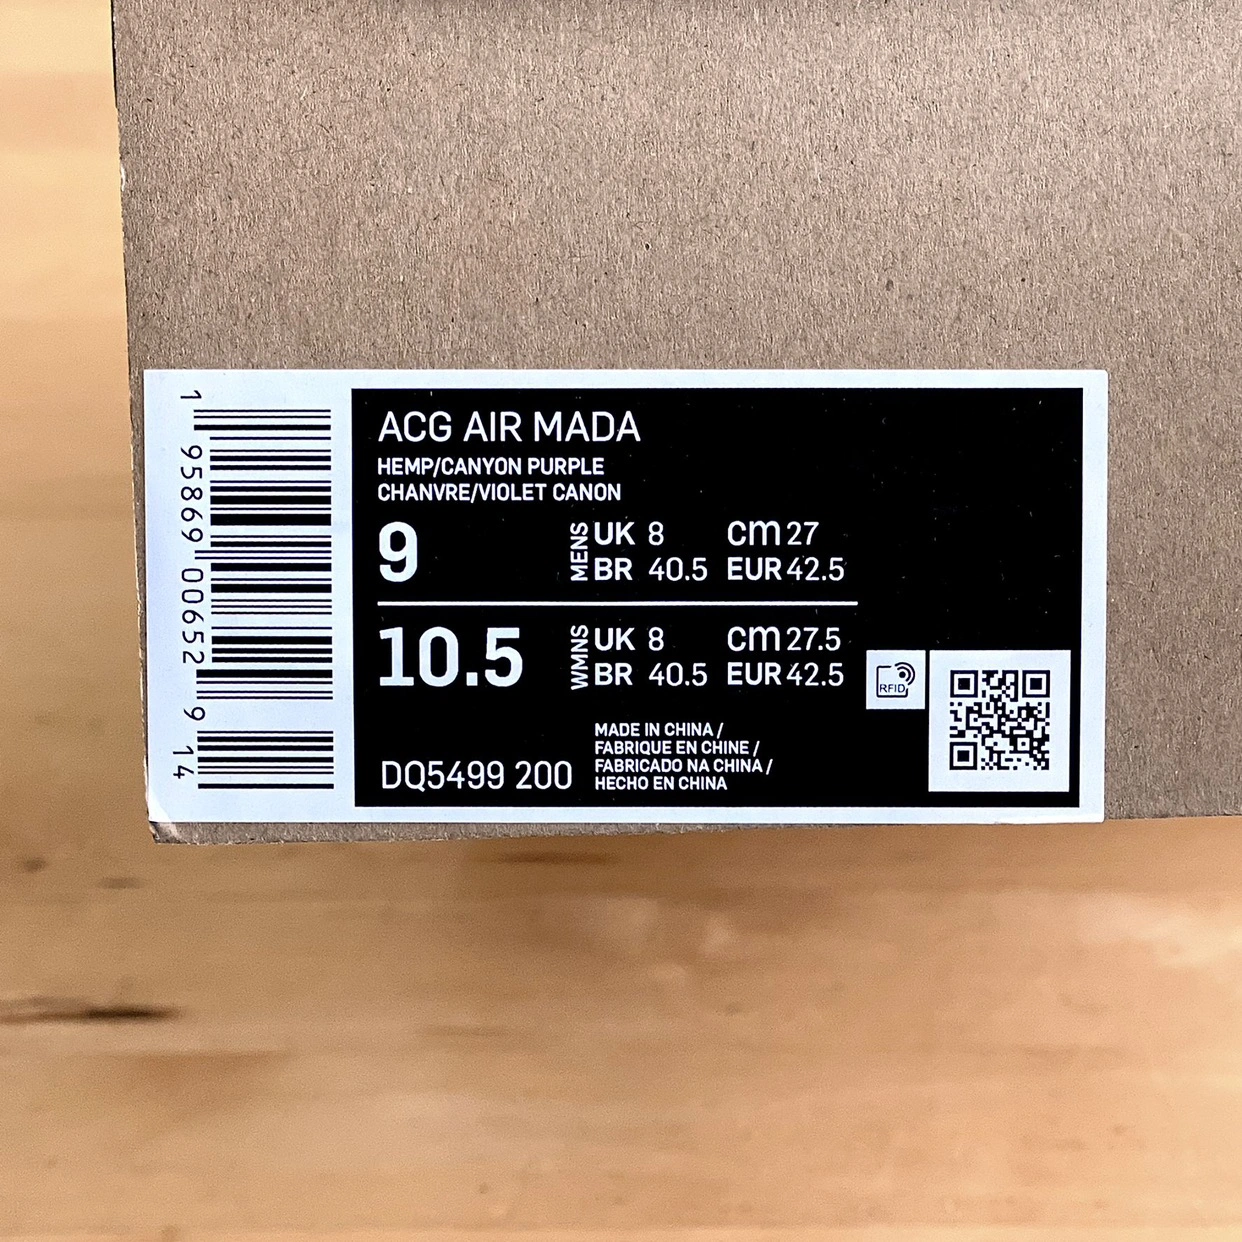 1 95869 00652 9 14
ACG AIR MADA
HEMP/CANYON PURPLE
CHANVRE/VIOLET CANON
9
MENS
UK 8 cm 27
BR 40.5 EUR 42.5
10.5
WMNS
UK 8 cm 27.5
BR 40.5 EUR 42.5
RFID
DQ5499 200
MADE IN CHINA /
FABRIQUE EN CHINE /
FABRICADO NA CHINA /
HECHO EN CHINA